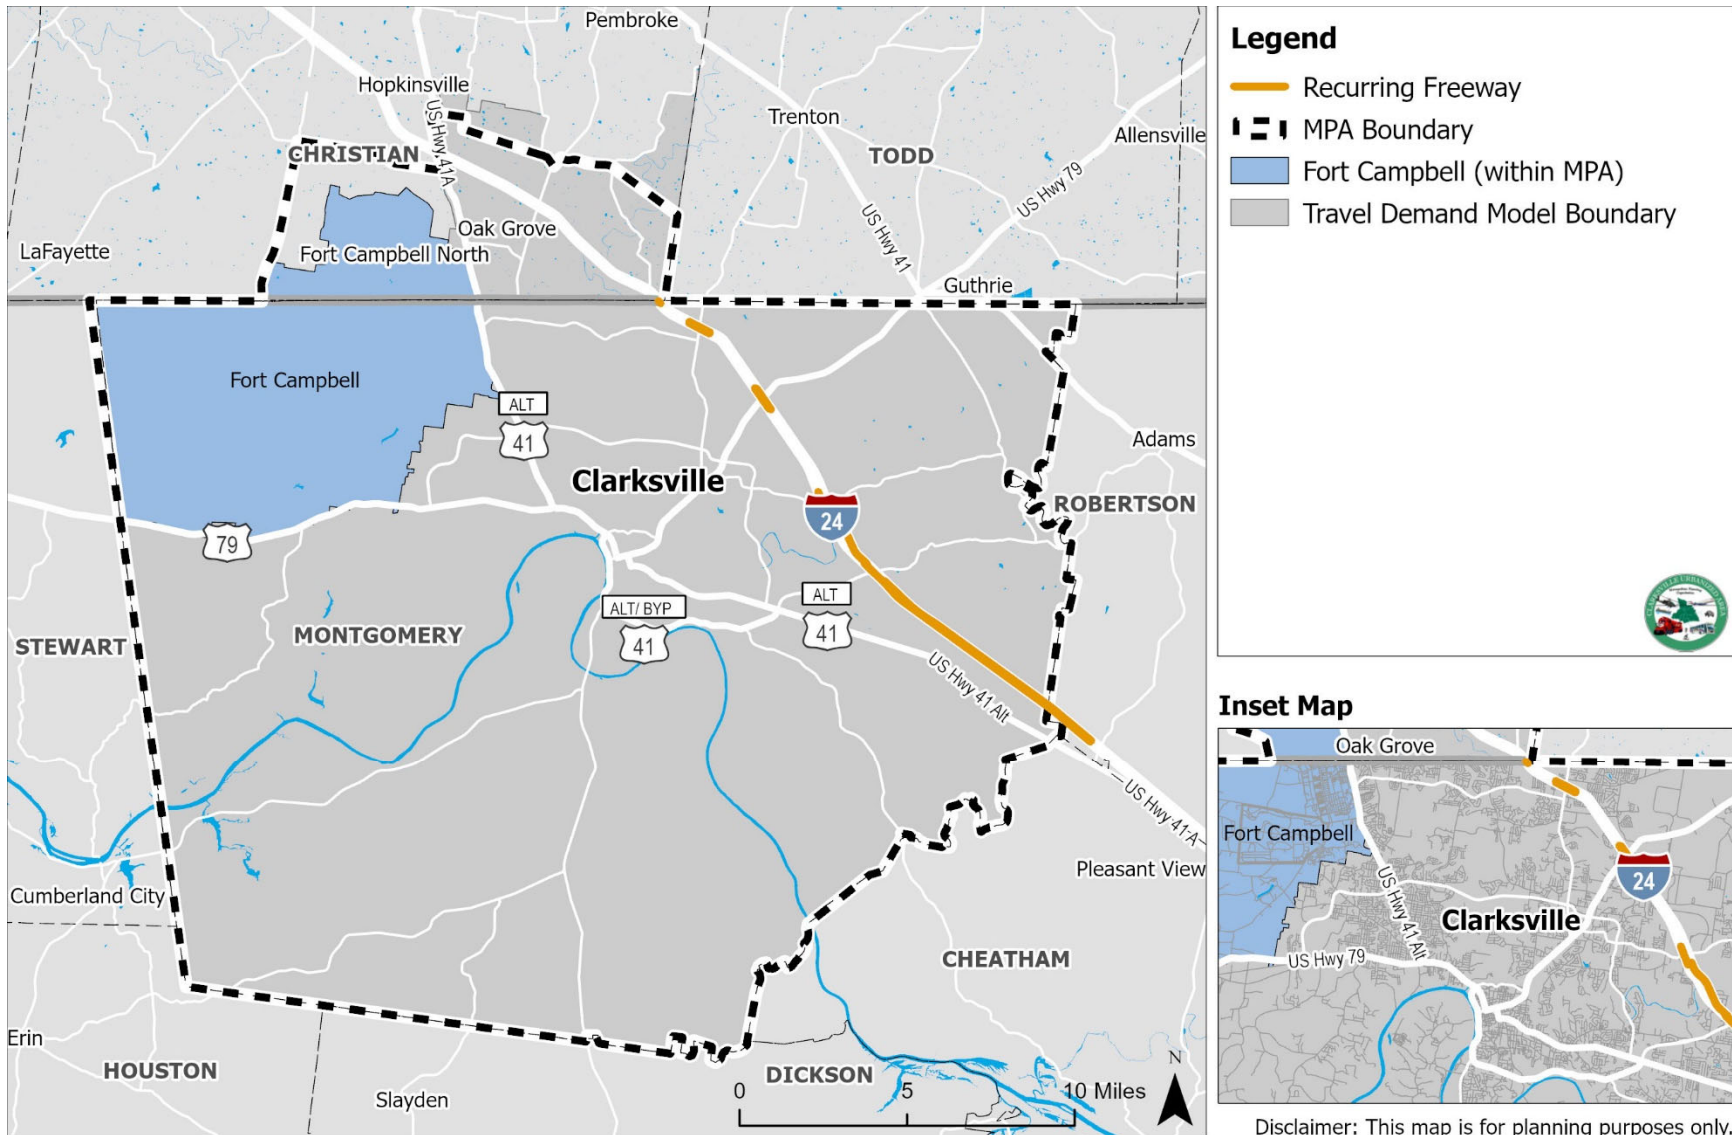 Pembroke
Hopkinsville
US Hwy 41A
Trenton
Allensville
CHRISTIAN
TODD
US Hwy 79
US Hwy 41
Oak Grove
LaFayette
Fort Campbell North
Guthrie
Fort Campbell
ALT
41
Adams
Clarksville
ROBERTSON
24
79
ALT/ BYP
41
ALT
41
STEWART
MONTGOMERY
US Hwy 41 Alt
US Hwy 41 A
Pleasant View
Cumberland City
CHEATHAM
Erin
HOUSTON
Slayden
DICKSON
0
5
10 Miles
N
Legend
Recurring Freeway
MPA Boundary
Fort Campbell (within MPA)
Travel Demand Model Boundary
CLARKSVILLE URBANIZED AREA
Inset Map
Oak Grove
Fort Campbell
US Hwy 41 Alt
24
Clarksville
US Hwy 79
Disclaimer: This map is for planning purposes only.